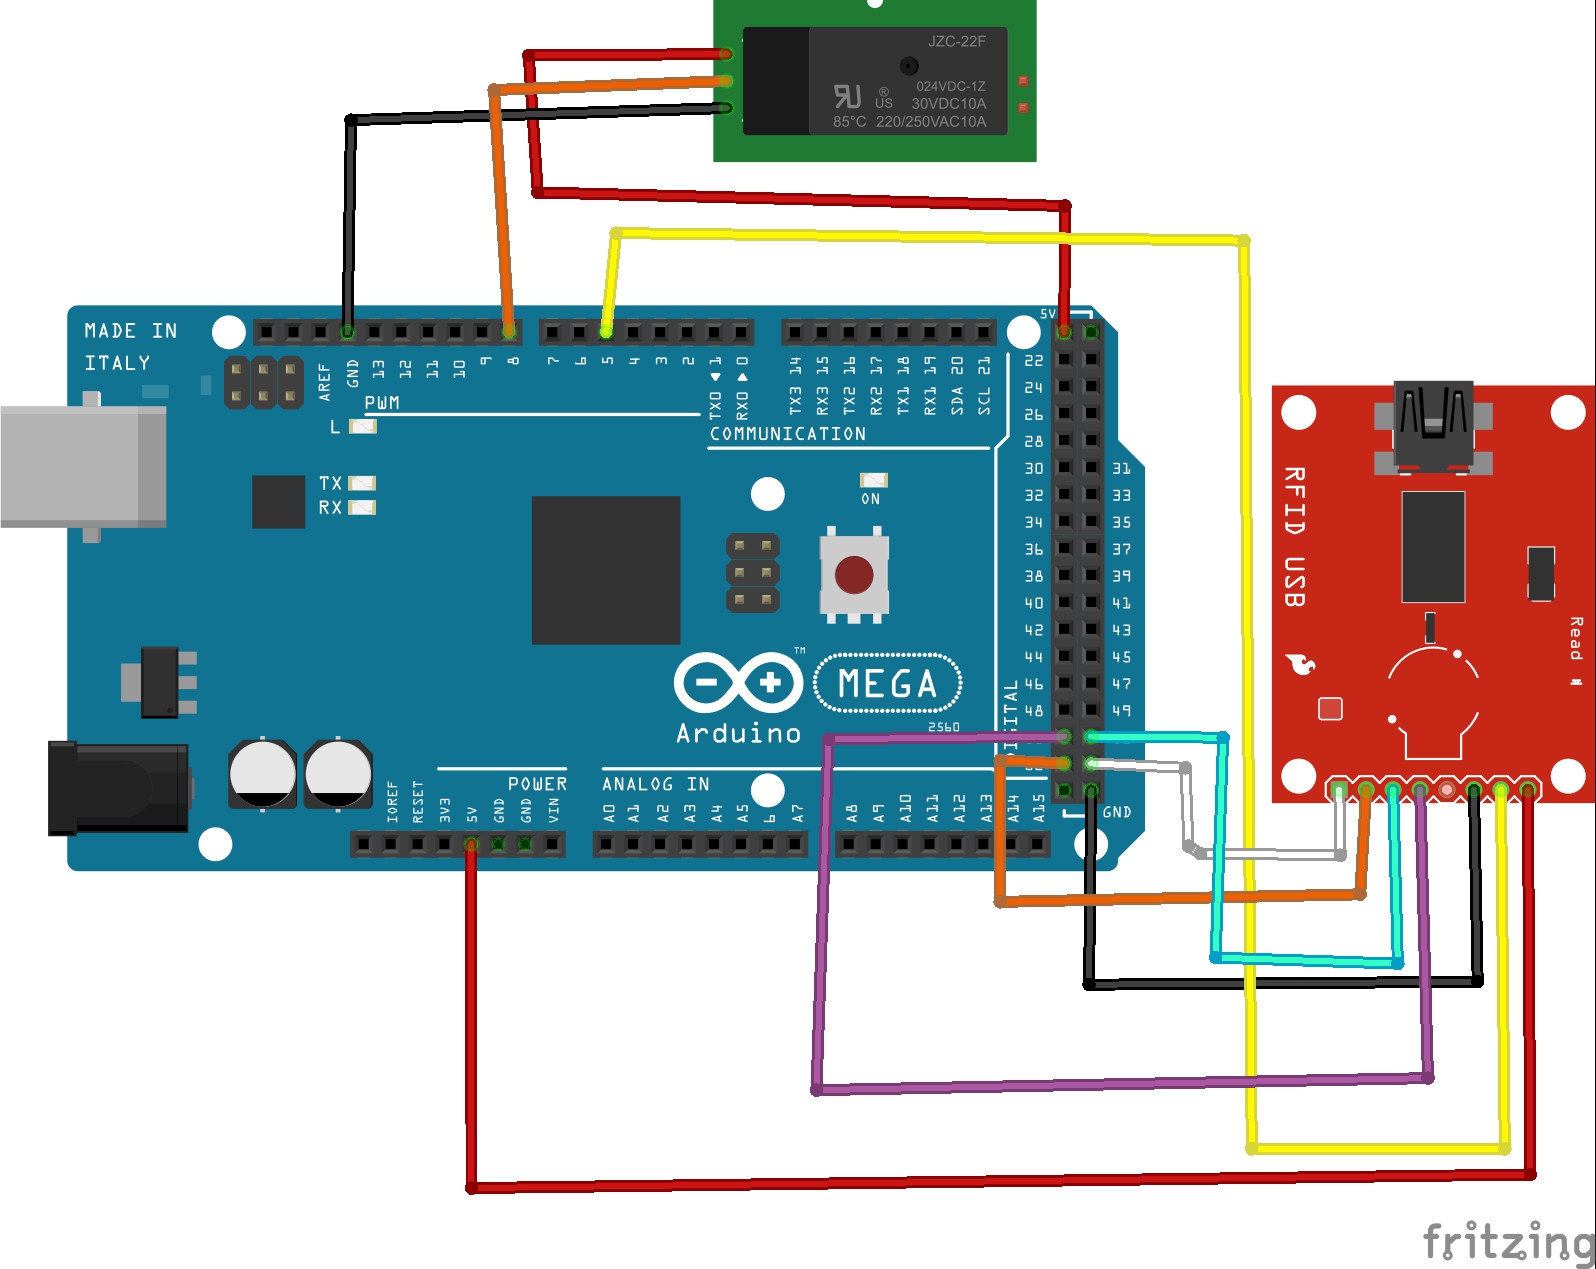 JZC-22F
024VDC-1Z
30VDC10A
220/250VAC10A
85°C
® US
MADE IN
ITALY
5V
AREF
GND
13
12
11
10
9
8
7
6
5
4
3
2
TX0 ◀ 1
RX0 ▶ 0
TX3 14
RX3 15
TX2 16
RX2 17
TX1 18
RX1 19
SDA 20
SCL 21
PWM
COMMUNICATION
L
TX
RX
ON
22
24
26
28
30 31
32 33
34 35
36 37
38 39
40 41
42 43
44 45
46 47
48 49
DIGITAL
GND
™
MEGA
2560
Arduino
POWER
ANALOG IN
IOREF
RESET
3V3
5V
GND
GND
VIN
A0
A1
A2
A3
A4
A5
6
A7
A8
A9
A10
A11
A12
A13
A14
A15
RFID USB
Read
fritzing